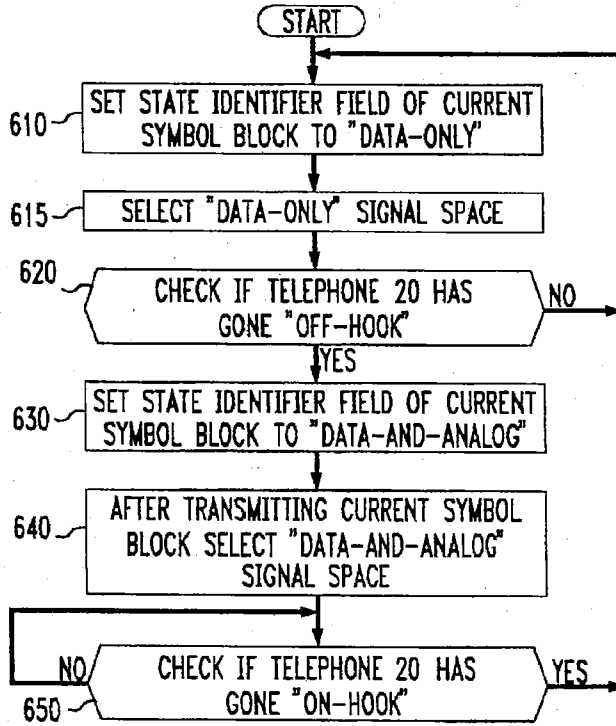 START
610
SET STATE IDENTIFIER FIELD OF CURRENT
SYMBOL BLOCK TO "DATA-ONLY"
615
SELECT "DATA-ONLY" SIGNAL SPACE
620
CHECK IF TELEPHONE 20 HAS
GONE "OFF-HOOK"
NO
YES
630
SET STATE IDENTIFIER FIELD OF CURRENT
SYMBOL BLOCK TO "DATA-AND-ANALOG"
640
AFTER TRANSMITTING CURRENT SYMBOL
BLOCK SELECT "DATA-AND-ANALOG"
SIGNAL SPACE
NO
CHECK IF TELEPHONE 20 HAS
GONE "ON-HOOK"
YES
650